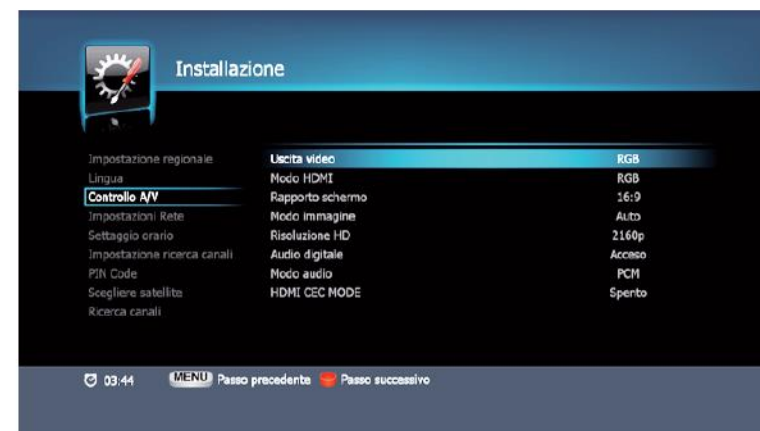 Installazione
Impostazione regionale
Uscita video RGB
Lingua
Modo HDMI RGB
Controllo A/V
Rapporto schermo 16:9
Impostazioni Rete
Modo immagine Auto
Settaggio orario
Risoluzione HD 2160p
Impostazione ricerca canali
Audio digitale Acceso
PIN Code
Modo audio PCM
Scegliere satellite
HDMI CEC MODE Spento
Ricerca canali
03:44 MENU Passo precedente Passo successivo